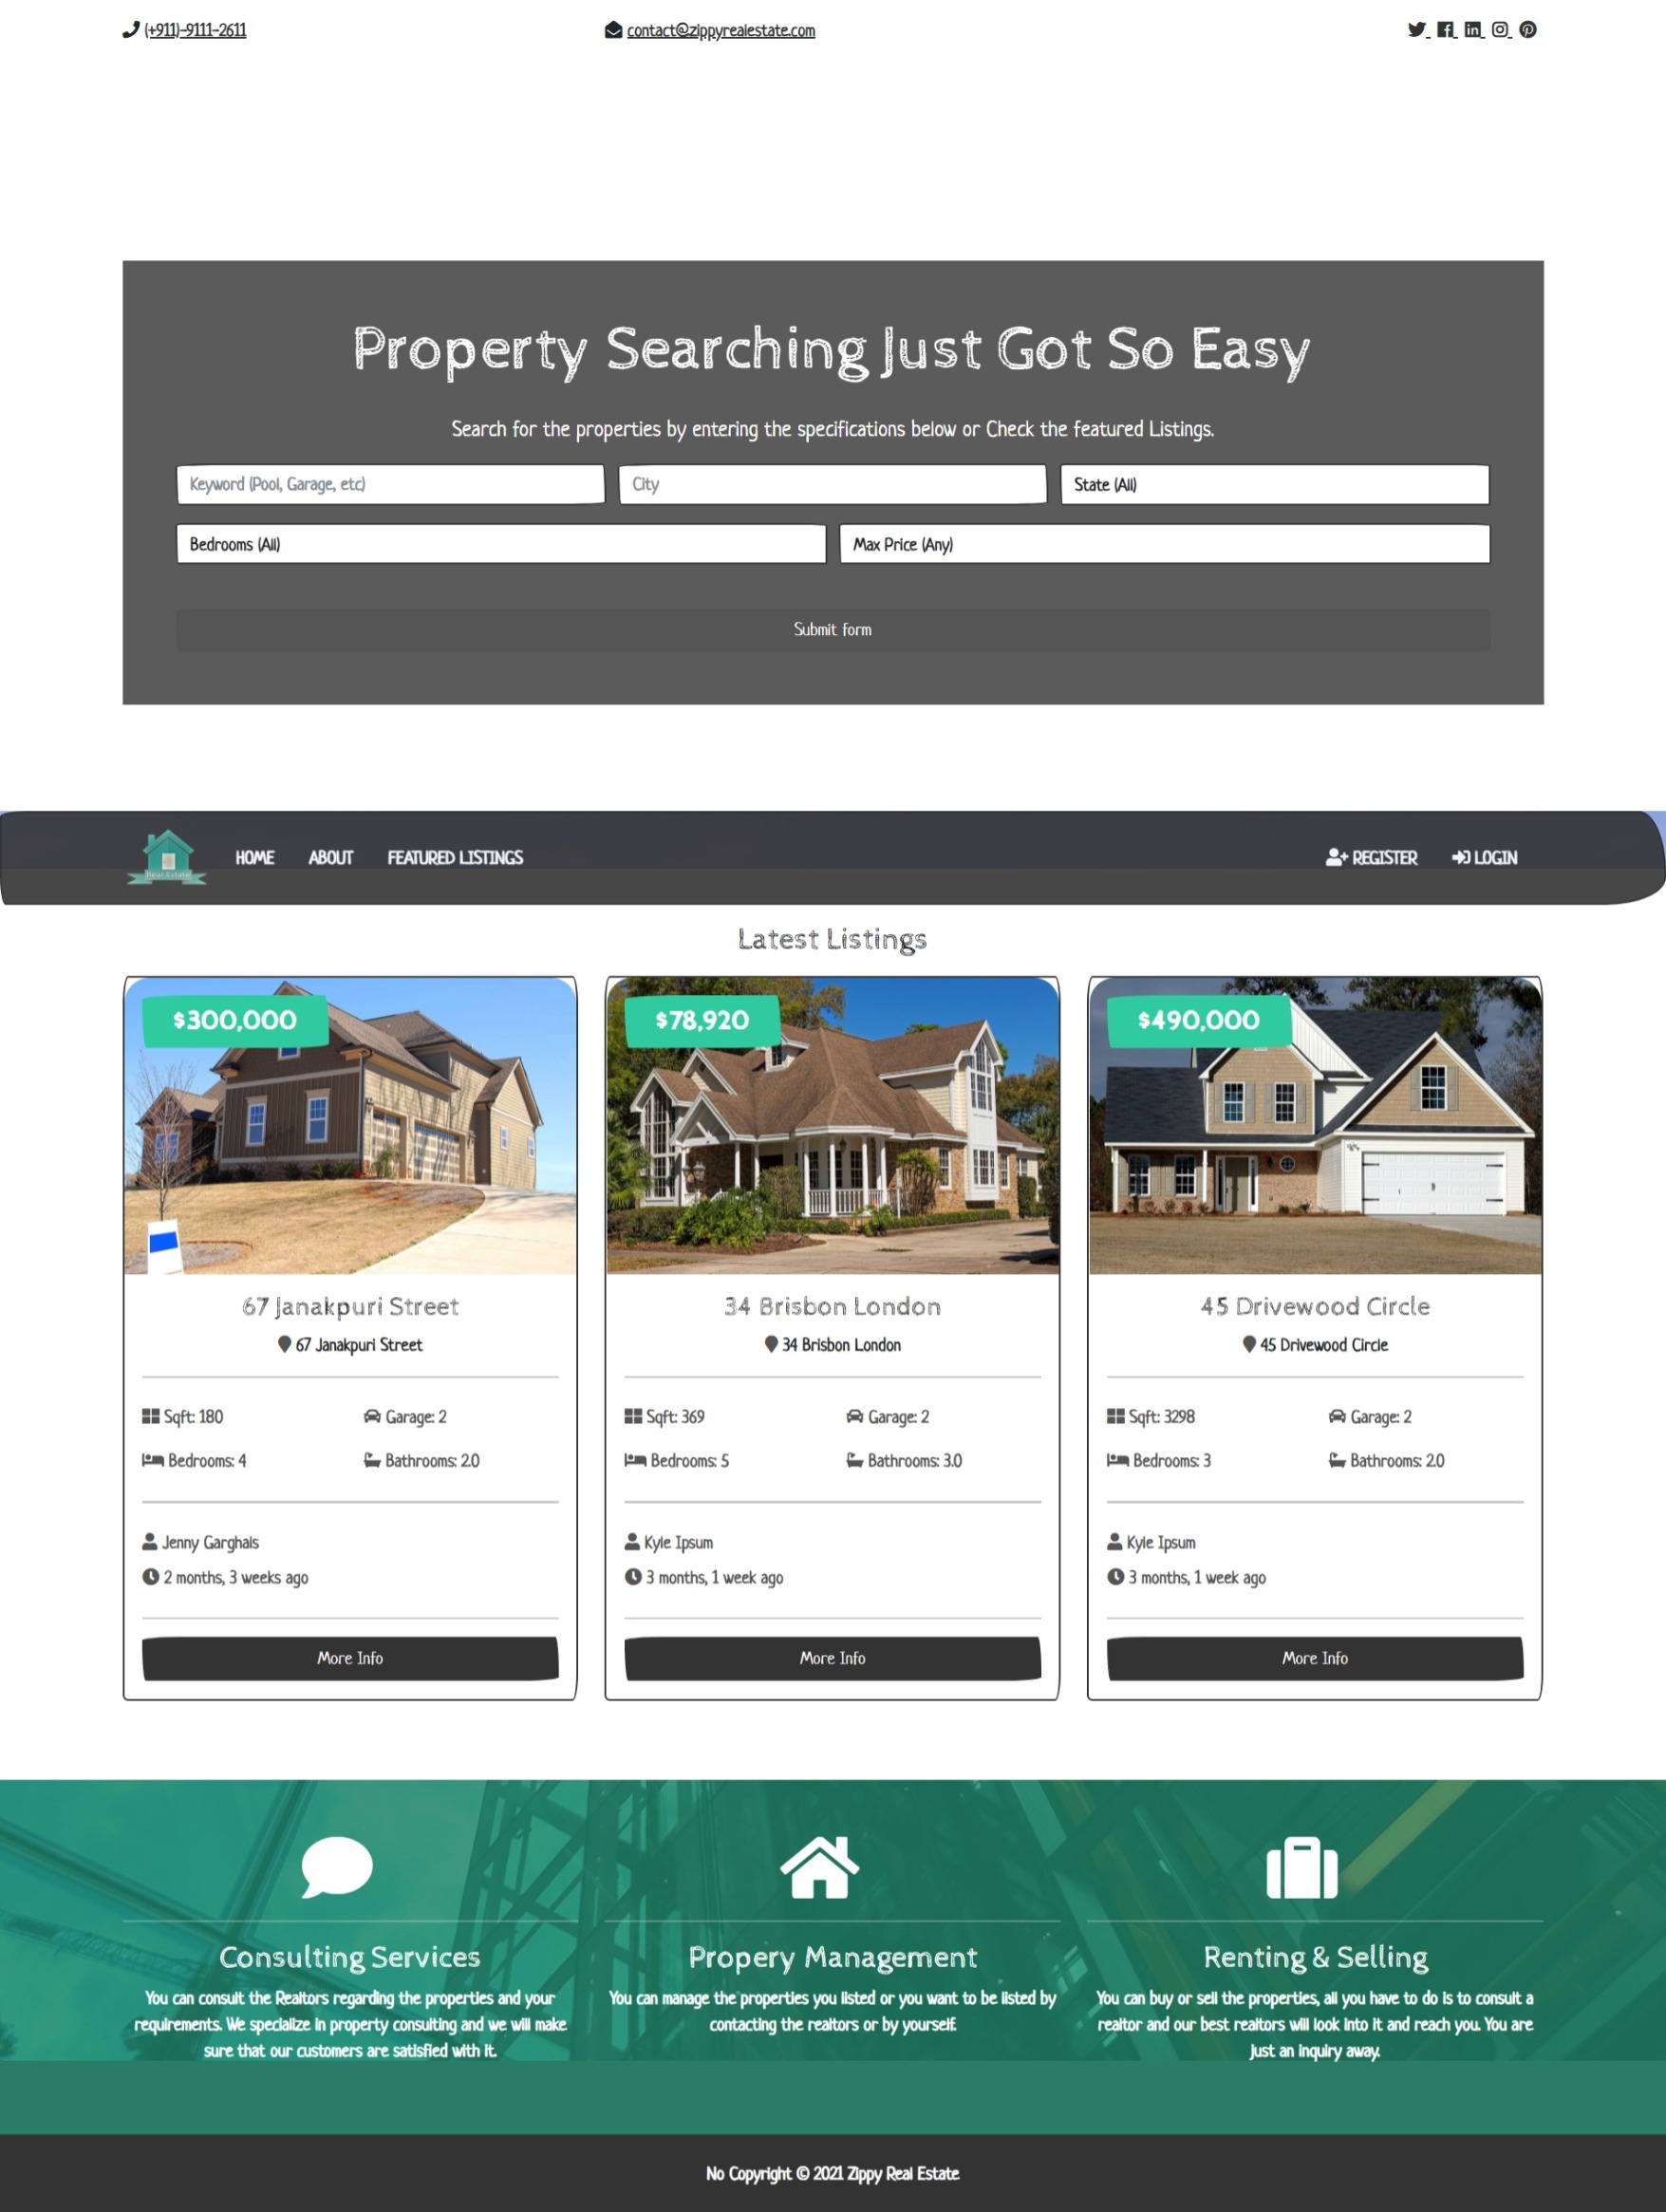 (+911)-9111-2611
contact@zippyrealestate.com
Property Searching Just Got So Easy
Search for the properties by entering the specifications below or Check the featured Listings.
Keyword (Pool, Garage, etc)
City
State (All)
Bedrooms (All)
Max Price (Any)
Submit form
Real Estate
HOME
ABOUT
FEATURED LISTINGS
REGISTER
LOGIN
Latest Listings
$300,000
67 Janakpuri Street
67 Janakpuri Street
Sqft: 180
Garage: 2
Bedrooms: 4
Bathrooms: 2.0
Jenny Garghais
2 months, 3 weeks ago
More Info
$78,920
34 Brisbon London
34 Brisbon London
Sqft: 369
Garage: 2
Bedrooms: 5
Bathrooms: 3.0
Kyle Ipsum
3 months, 1 week ago
More Info
$490,000
45 Drivewood Circle
45 Drivewood Circle
Sqft: 3298
Garage: 2
Bedrooms: 3
Bathrooms: 2.0
Kyle Ipsum
3 months, 1 week ago
More Info
Consulting Services
You can consult the Realtors regarding the properties and your
requirements. We specialize in property consulting and we will make
sure that our customers are satisfied with it.
Propery Management
You can manage the properties you listed or you want to be listed by
contacting the realtors or by yourself.
Renting & Selling
You can buy or sell the properties, all you have to do is to consult a
realtor and our best realtors will look into it and reach you. You are
just an inquiry away.
No Copyright © 2021 Zippy Real Estate